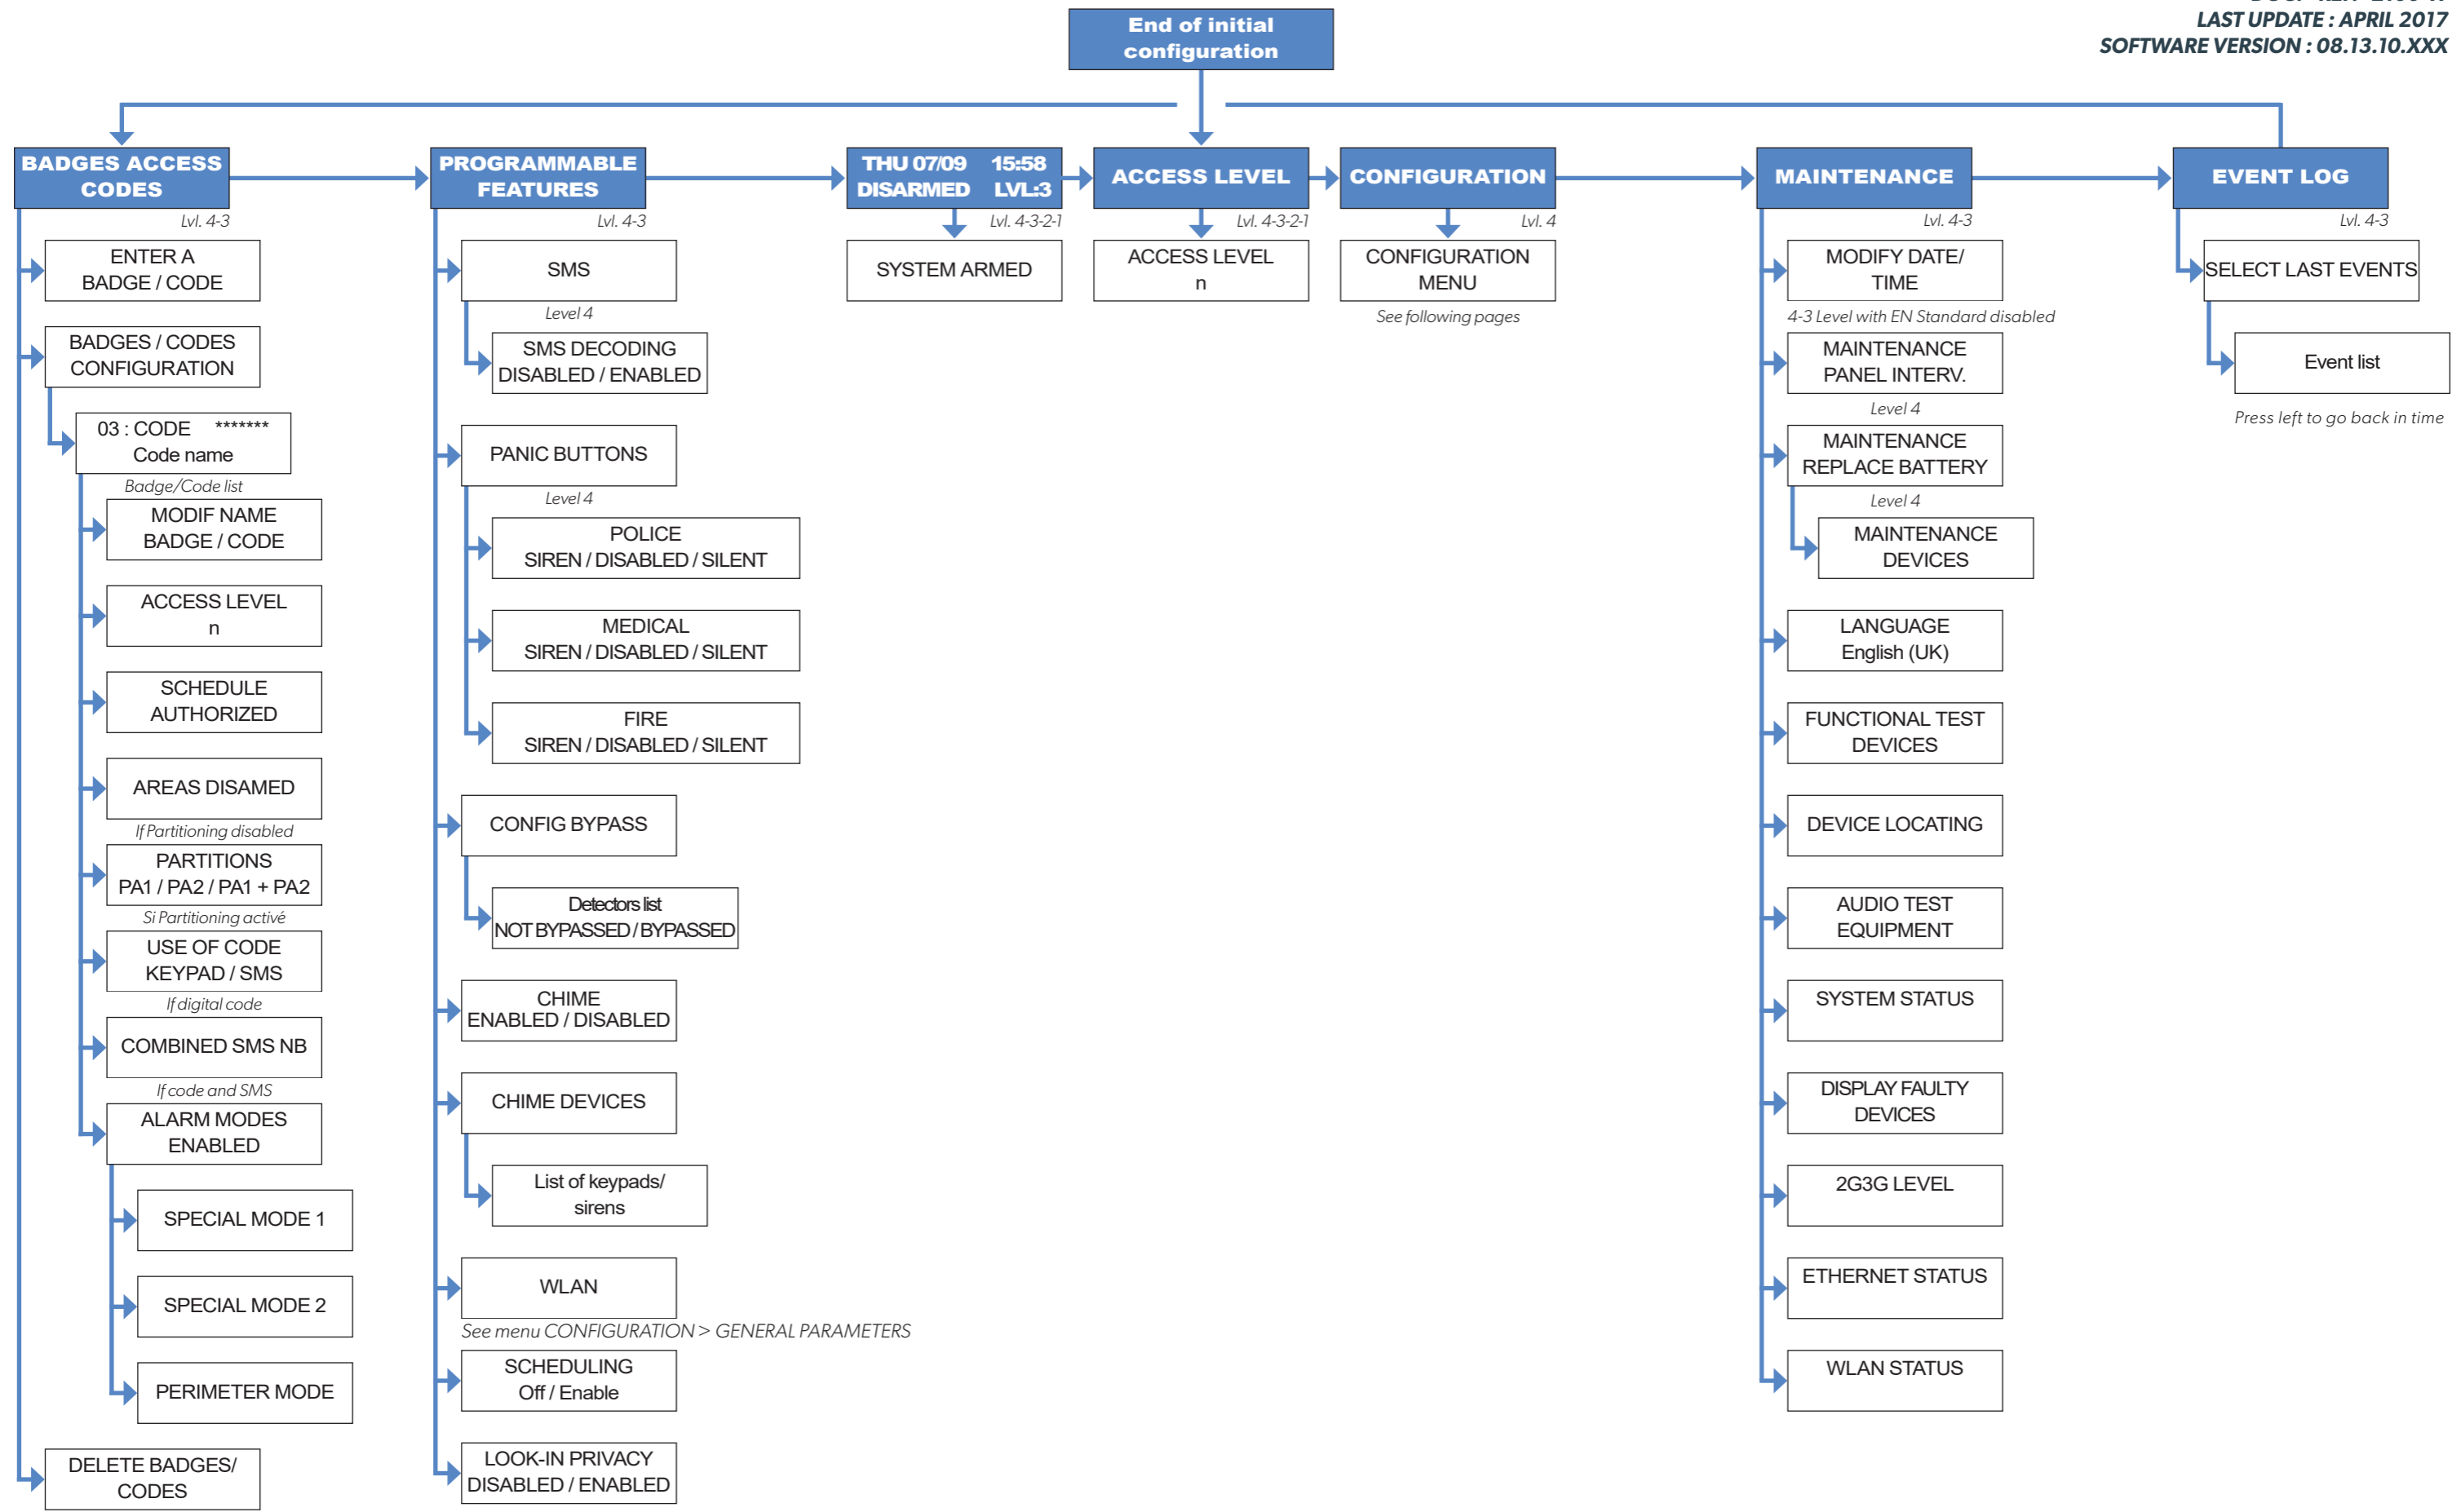 LAST UPDATE : APRIL 2017
SOFTWARE VERSION : 08.13.10.XXX
End of initial
configuration
BADGES ACCESS
CODES
Lvl. 4-3
ENTER A
BADGE / CODE
BADGES / CODES
CONFIGURATION
03 : CODE *******
Code name
Badge/Code list
MODIF NAME
BADGE / CODE
ACCESS LEVEL
n
SCHEDULE
AUTHORIZED
AREAS DISAMED
If Partitioning disabled
PARTITIONS
PA1 / PA2 / PA1 + PA2
Si Partitioning activé
USE OF CODE
KEYPAD / SMS
If digital code
COMBINED SMS NB
If code and SMS
ALARM MODES
ENABLED
SPECIAL MODE 1
SPECIAL MODE 2
PERIMETER MODE
DELETE BADGES/
CODES
PROGRAMMABLE
FEATURES
Lvl. 4-3
SMS
Level 4
SMS DECODING
DISABLED / ENABLED
PANIC BUTTONS
Level 4
POLICE
SIREN / DISABLED / SILENT
MEDICAL
SIREN / DISABLED / SILENT
FIRE
SIREN / DISABLED / SILENT
CONFIG BYPASS
Detectors list
NOT BYPASSED / BYPASSED
CHIME
ENABLED / DISABLED
CHIME DEVICES
List of keypads/
sirens
WLAN
See menu CONFIGURATION > GENERAL PARAMETERS
SCHEDULING
Off / Enable
LOOK-IN PRIVACY
DISABLED / ENABLED
THU 07/09 15:58
DISARMED LVL:3
Lvl. 4-3-2-1
SYSTEM ARMED
ACCESS LEVEL
Lvl. 4-3-2-1
ACCESS LEVEL
n
CONFIGURATION
Lvl. 4
CONFIGURATION
MENU
See following pages
MAINTENANCE
Lvl. 4-3
MODIFY DATE/
TIME
4-3 Level with EN Standard disabled
MAINTENANCE
PANEL INTERV.
Level 4
MAINTENANCE
REPLACE BATTERY
Level 4
MAINTENANCE
DEVICES
LANGUAGE
English (UK)
FUNCTIONAL TEST
DEVICES
DEVICE LOCATING
AUDIO TEST
EQUIPMENT
SYSTEM STATUS
DISPLAY FAULTY
DEVICES
2G3G LEVEL
ETHERNET STATUS
WLAN STATUS
EVENT LOG
Lvl. 4-3
SELECT LAST EVENTS
Event list
Press left to go back in time